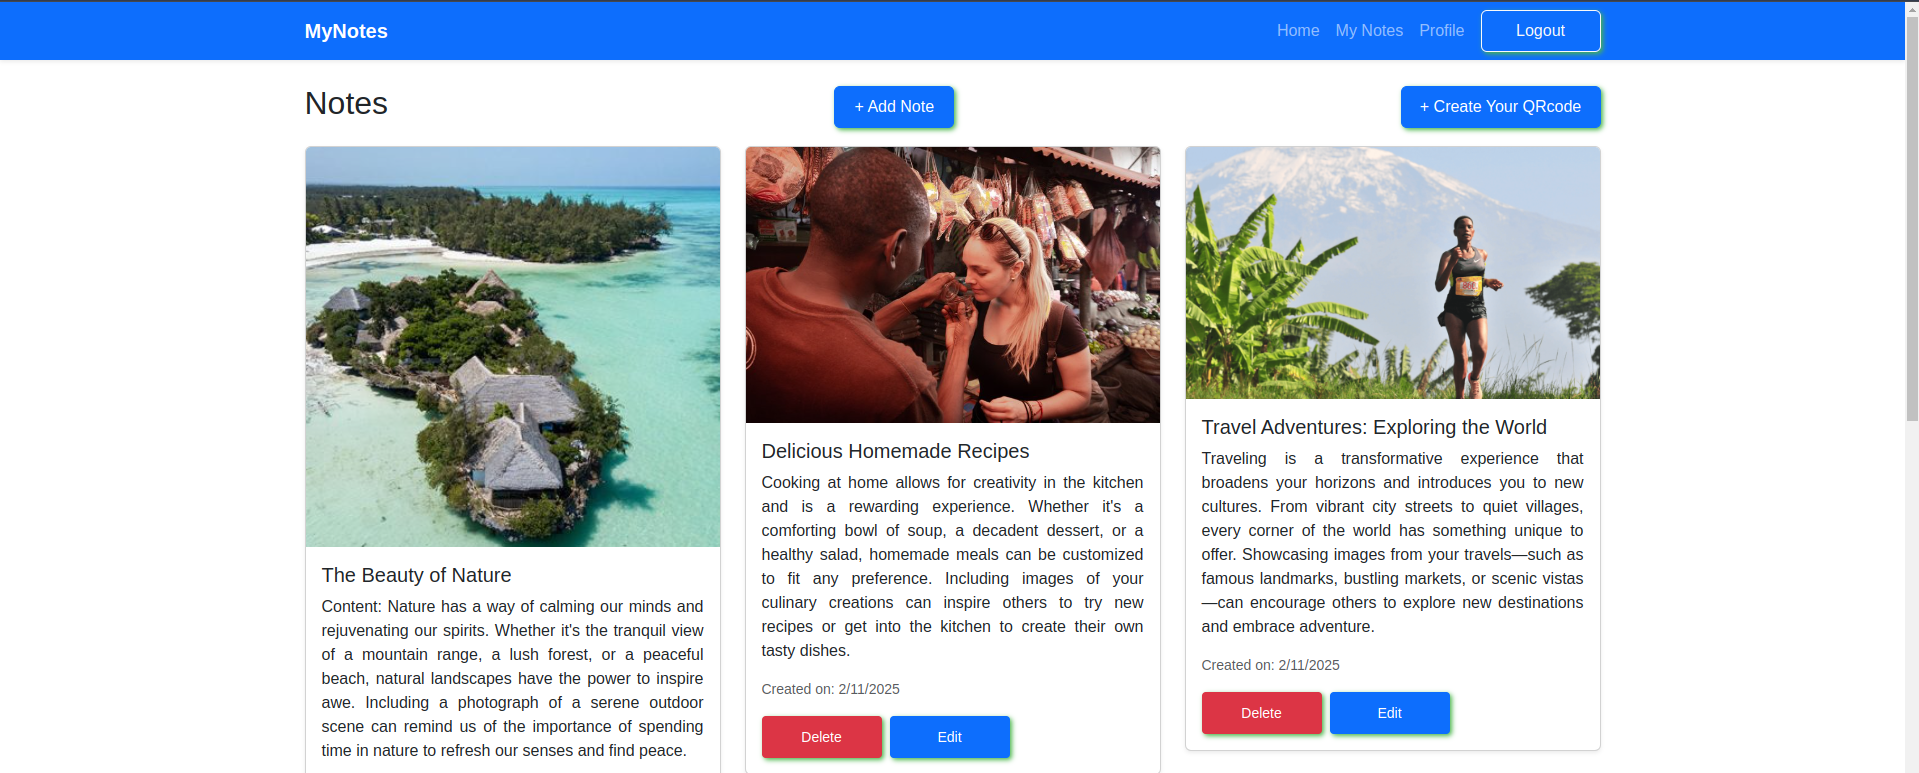 MyNotes
Home
My Notes
Profile
Logout
Notes
+ Add Note
+ Create Your QRcode
The Beauty of Nature
Content: Nature has a way of calming our minds and
rejuvenating our spirits. Whether it's the tranquil view
of a mountain range, a lush forest, or a peaceful
beach, natural landscapes have the power to inspire
awe. Including a photograph of a serene outdoor
scene can remind us of the importance of spending
time in nature to refresh our senses and find peace.
Delicious Homemade Recipes
Cooking at home allows for creativity in the kitchen
and is a rewarding experience. Whether it's a
comforting bowl of soup, a decadent dessert, or a
healthy salad, homemade meals can be customized
to fit any preference. Including images of your
culinary creations can inspire others to try new
recipes or get into the kitchen to create their own
tasty dishes.
Created on: 2/11/2025
Delete
Edit
Travel Adventures: Exploring the World
Traveling is a transformative experience that
broadens your horizons and introduces you to new
cultures. From vibrant city streets to quiet villages,
every corner of the world has something unique to
offer. Showcasing images from your travels—such as
famous landmarks, bustling markets, or scenic vistas
—can encourage others to explore new destinations
and embrace adventure.
Created on: 2/11/2025
Delete
Edit